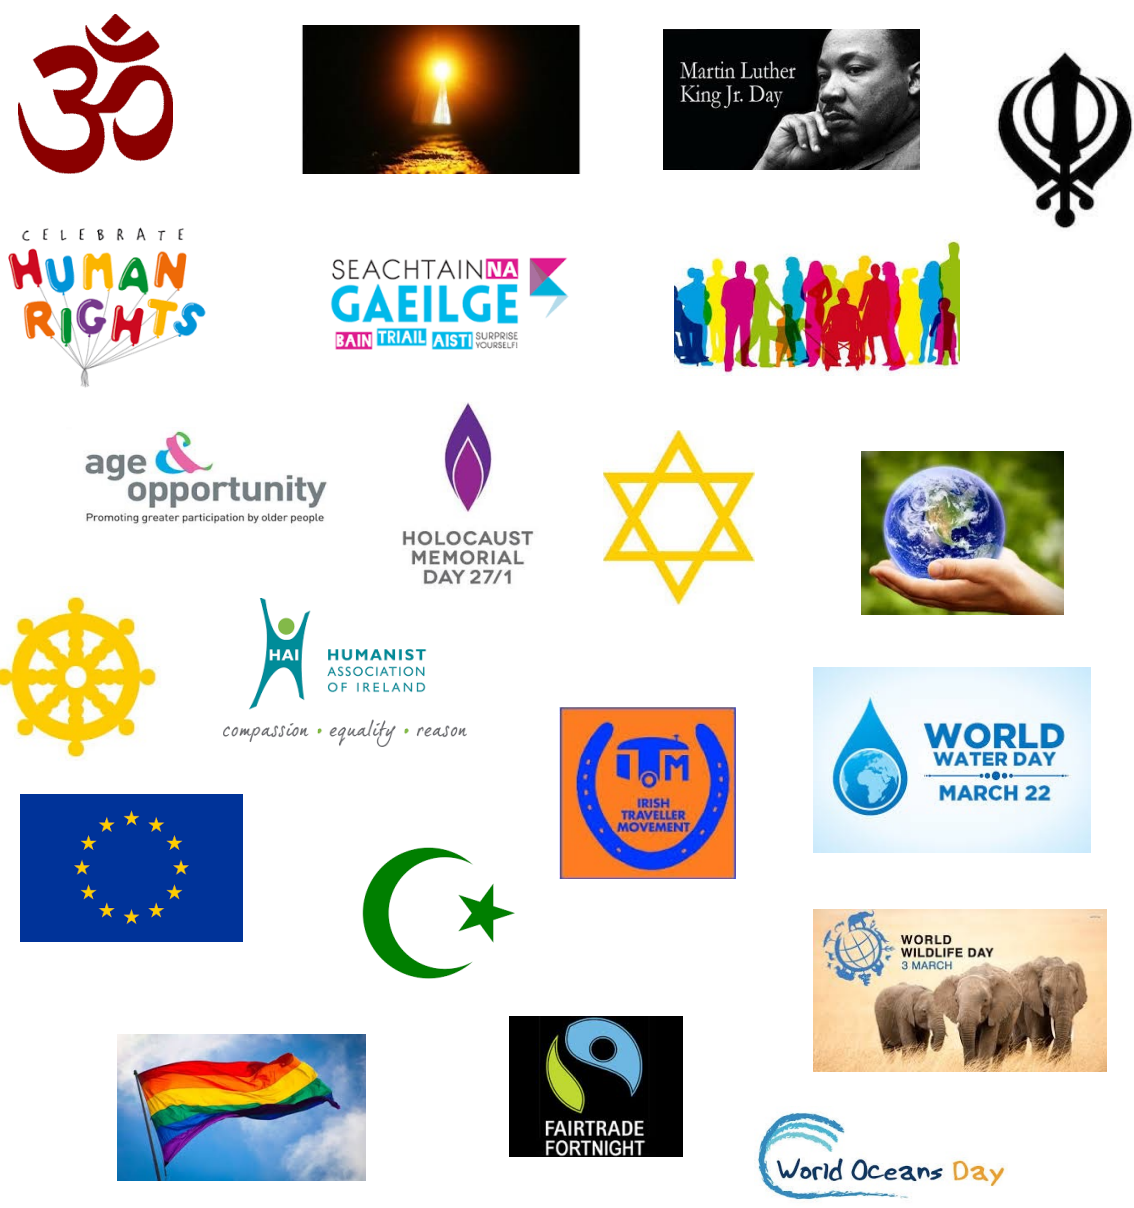 Martin Luther
King Jr. Day
CELEBRATE
HUMAN
RIGHTS
SEACHTAIN NA
GAEILGE
BAIN TRIAIL AISTI SURPRISE
YOURSELF!
age &
opportunity
Promoting greater participation by older people
HOLOCAUST
MEMORIAL
DAY 27/1
HAI
HUMANIST
ASSOCIATION
OF IRELAND
compassion • equality • reason
ITM
IRISH
TRAVELLER
MOVEMENT
WORLD
WATER DAY
MARCH 22
WORLD
WILDLIFE DAY
3 MARCH
FAIRTRADE
FORTNIGHT
World Oceans Day